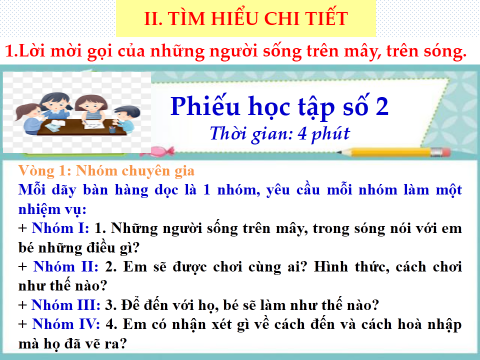 II. TÌM HIỂU CHI TIẾT
1.Lời mời gọi của những người sống trên mây, trên sóng.
Phiếu học tập số 2
Thời gian: 4 phút
Vòng 1: Nhóm chuyên gia
Mỗi dãy bàn hàng dọc là 1 nhóm, yêu cầu mỗi nhóm làm một
nhiệm vụ:
+ Nhóm I: 1. Những người sống trên mây, trong sóng nói với em
bé những điều gì?
+ Nhóm II: 2. Em sẽ được chơi cùng ai? Hình thức, cách chơi
như thế nào?
+ Nhóm III: 3. Để đến với họ, bé sẽ làm như thế nào?
+ Nhóm IV: 4. Em có nhận xét gì về cách đến và cách hoà nhập
mà họ đã vẽ ra?